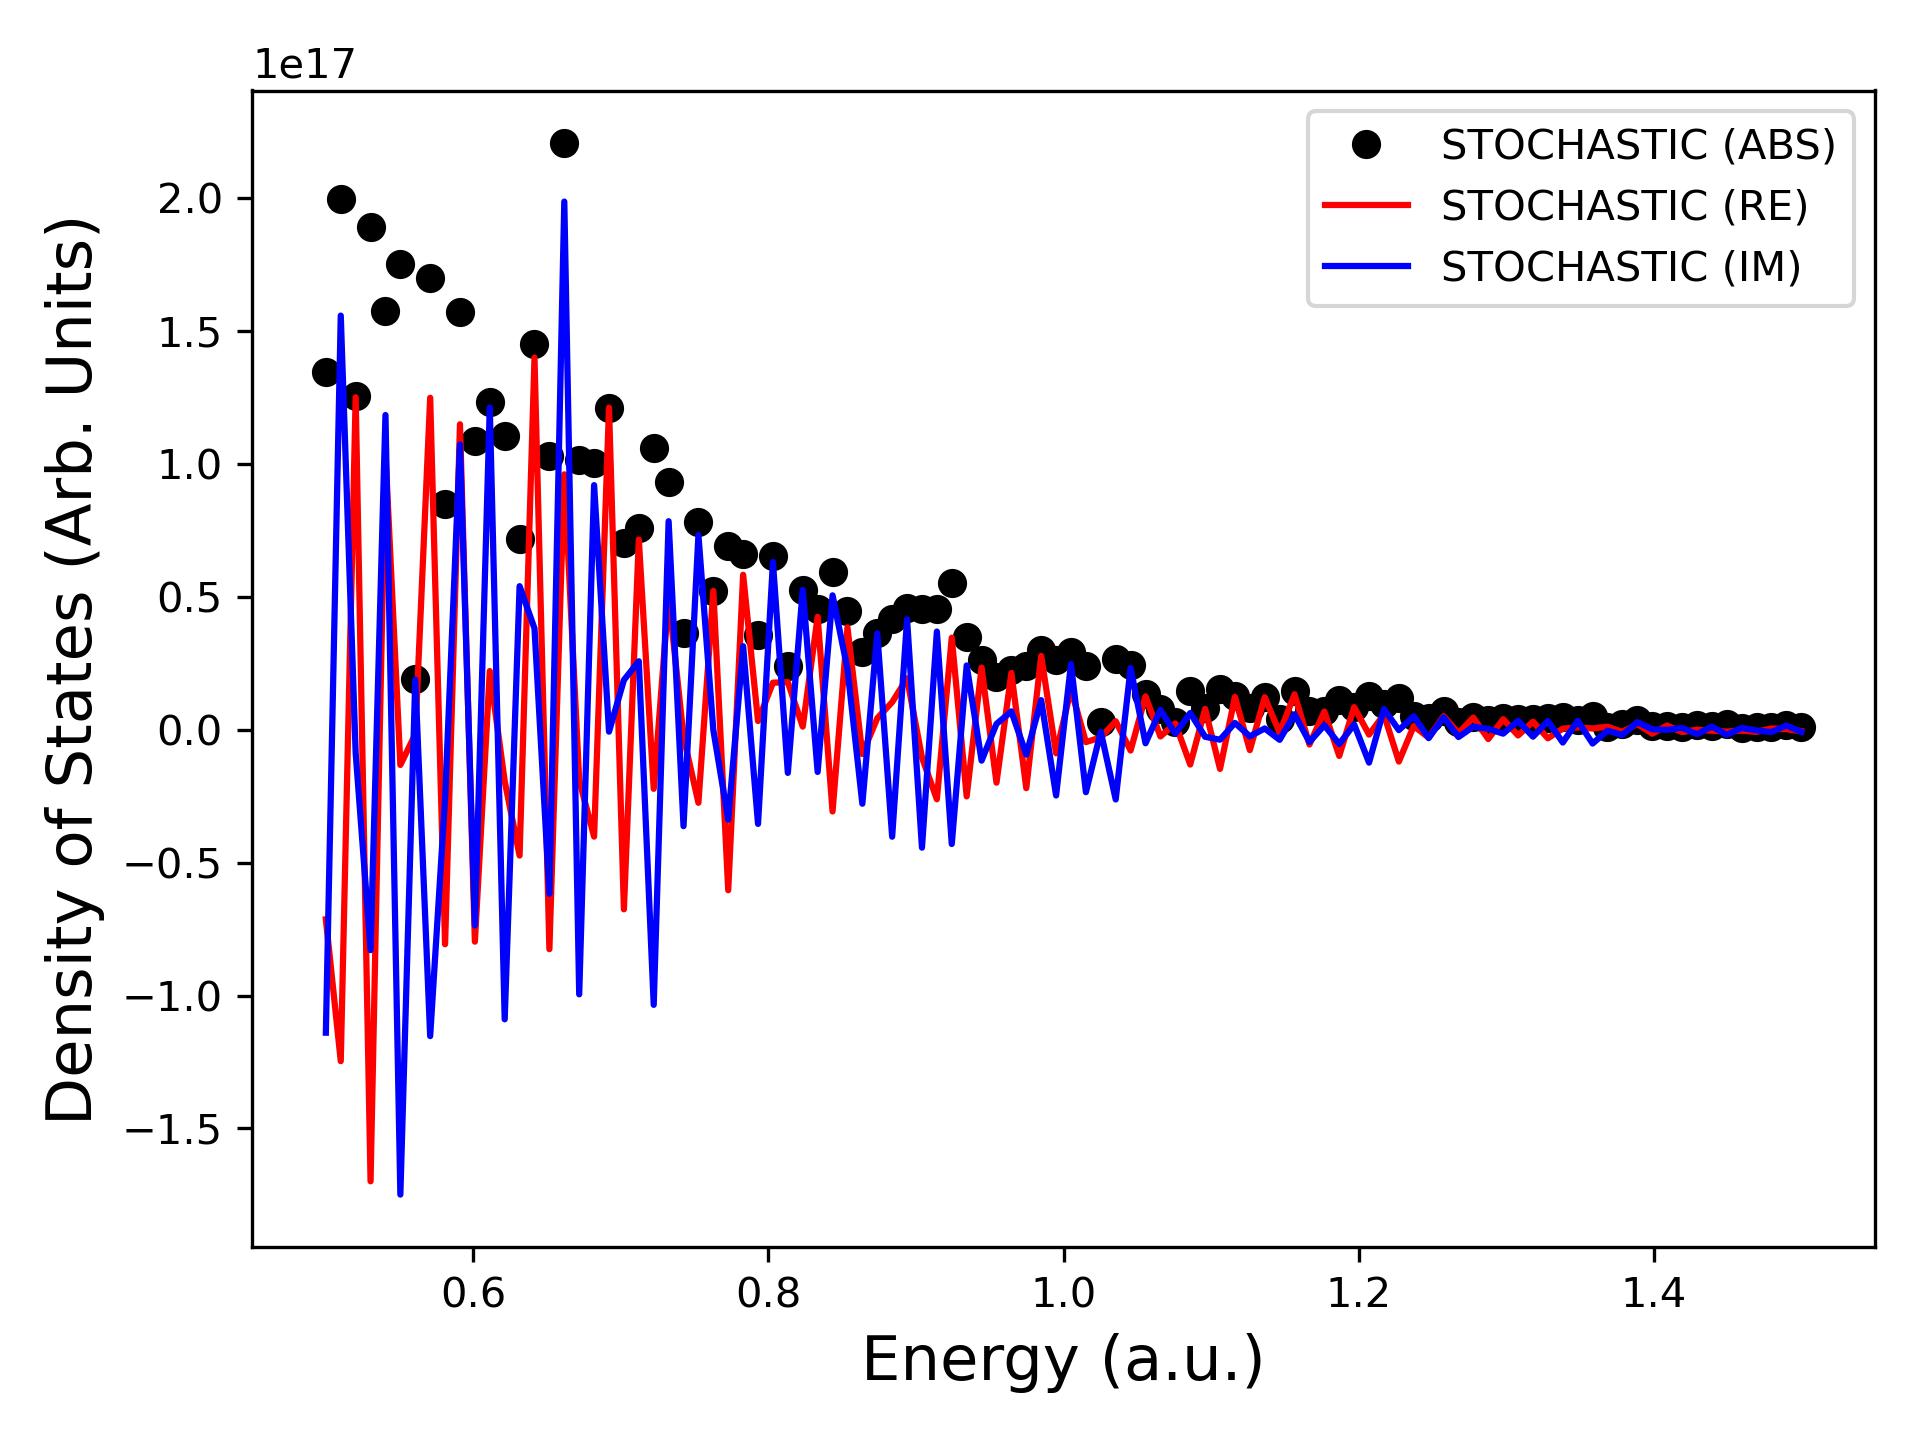 1e17
STOCHASTIC (ABS)
STOCHASTIC (RE)
STOCHASTIC (IM)
Density of States (Arb. Units)
2.0
1.5
1.0
0.5
0.0
−0.5
−1.0
−1.5
0.6 0.8 1.0 1.2 1.4
Energy (a.u.)